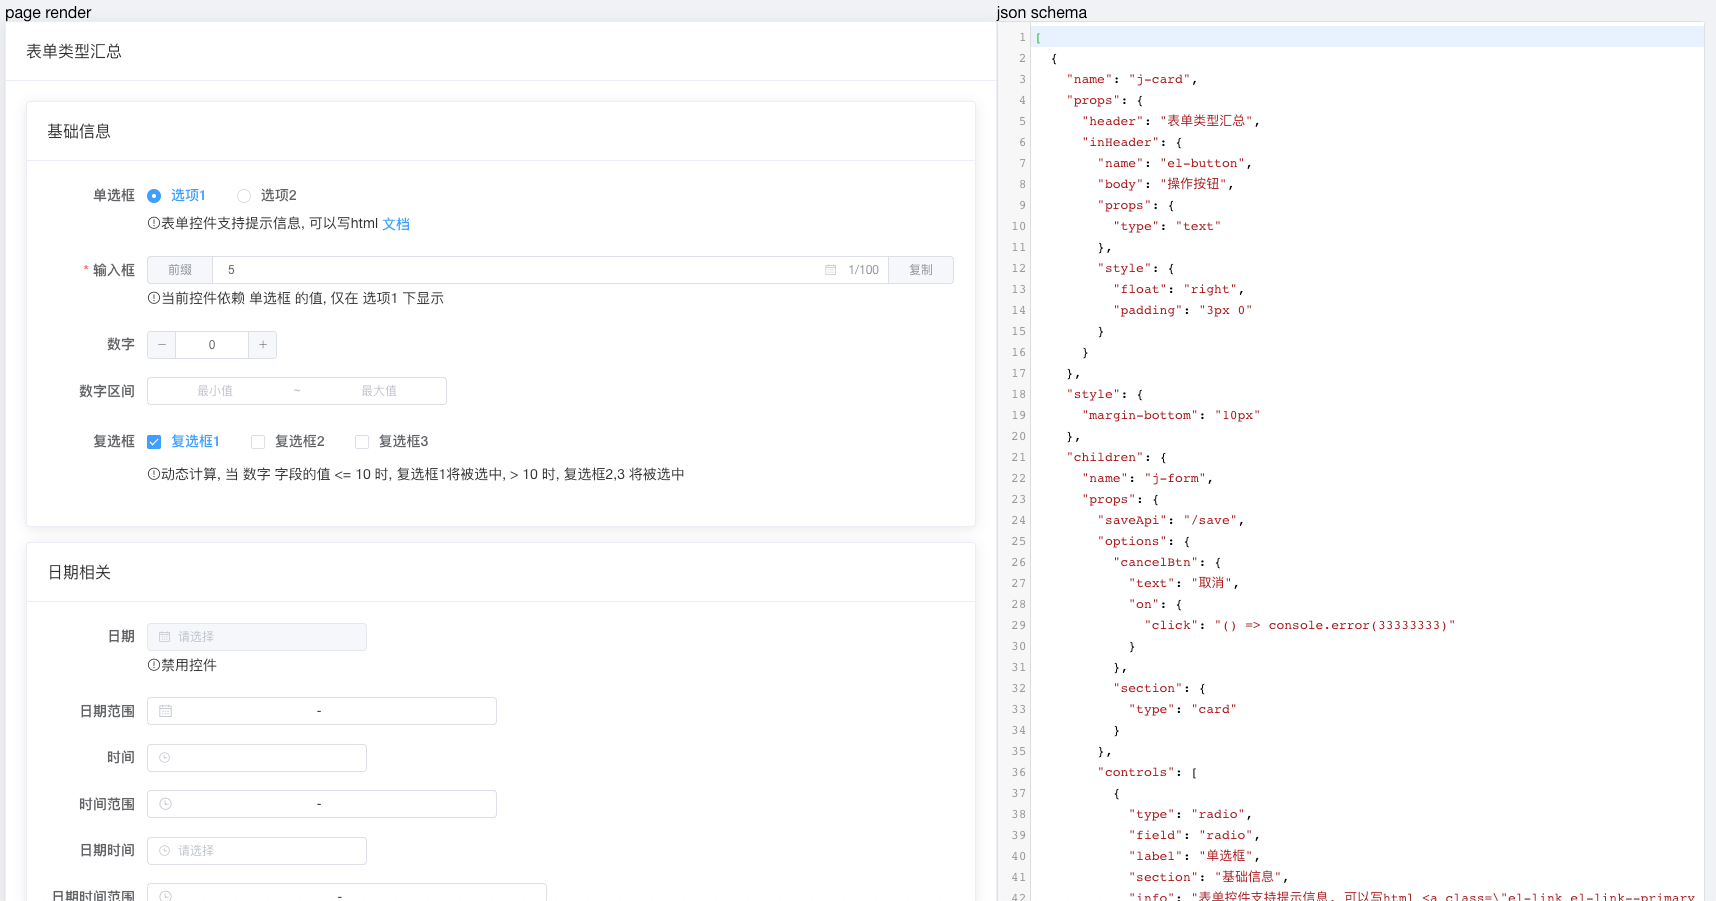 page render
表单类型汇总
基础信息
单选框 选项1 选项2
表单控件支持提示信息, 可以写html 文档
* 输入框 前缀 5 1/100 复制
当前控件依赖 单选框 的值, 仅在 选项1 下显示
数字 − 0 +
数字区间 最小值 ~ 最大值
复选框 复选框1 复选框2 复选框3
动态计算, 当 数字 字段的值 <= 10 时, 复选框1将被选中, > 10 时, 复选框2,3 将被选中
日期相关
日期 请选择
禁用控件
日期范围 -
时间
时间范围 -
日期时间 请选择
日期时间范围 -
json schema
1 [
2 {
3 "name": "j-card",
4 "props": {
5 "header": "表单类型汇总",
6 "inHeader": {
7 "name": "el-button",
8 "body": "操作按钮",
9 "props": {
10 "type": "text"
11 },
12 "style": {
13 "float": "right",
14 "padding": "3px 0"
15 }
16 }
17 },
18 "style": {
19 "margin-bottom": "10px"
20 },
21 "children": {
22 "name": "j-form",
23 "props": {
24 "saveApi": "/save",
25 "options": {
26 "cancelBtn": {
27 "text": "取消",
28 "on": {
29 "click": "() => console.error(33333333)"
30 }
31 },
32 "section": {
33 "type": "card"
34 }
35 },
36 "controls": [
37 {
38 "type": "radio",
39 "field": "radio",
40 "label": "单选框",
41 "section": "基础信息",
42 "info": "表单控件支持提示信息, 可以写html <a class=\"el-link el-link--primary